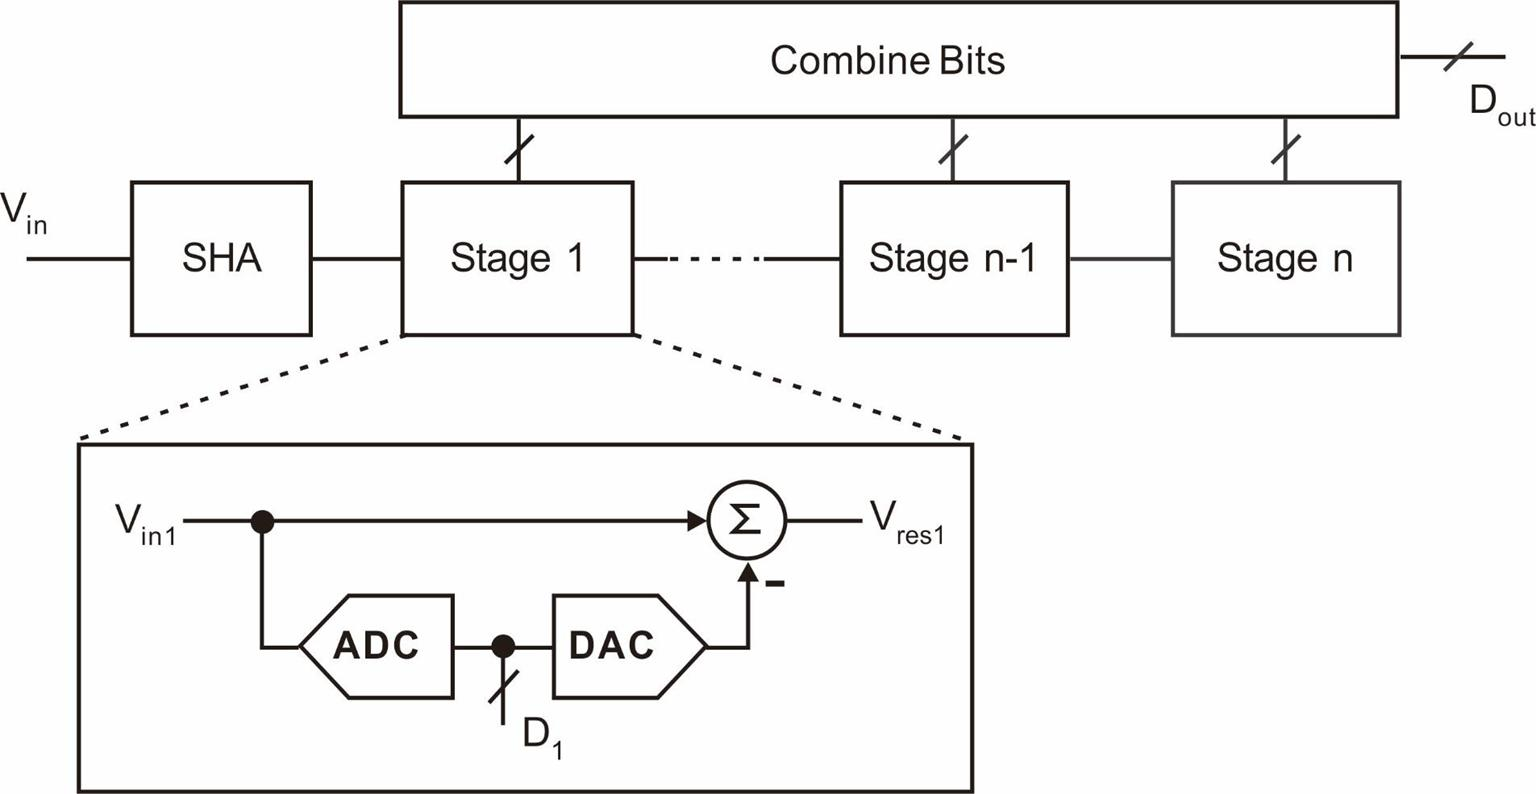 Combine Bits
Dout
Vin
SHA
Stage 1
Stage n-1
Stage n
Vin1
Σ
Vres1
-
ADC
DAC
D1